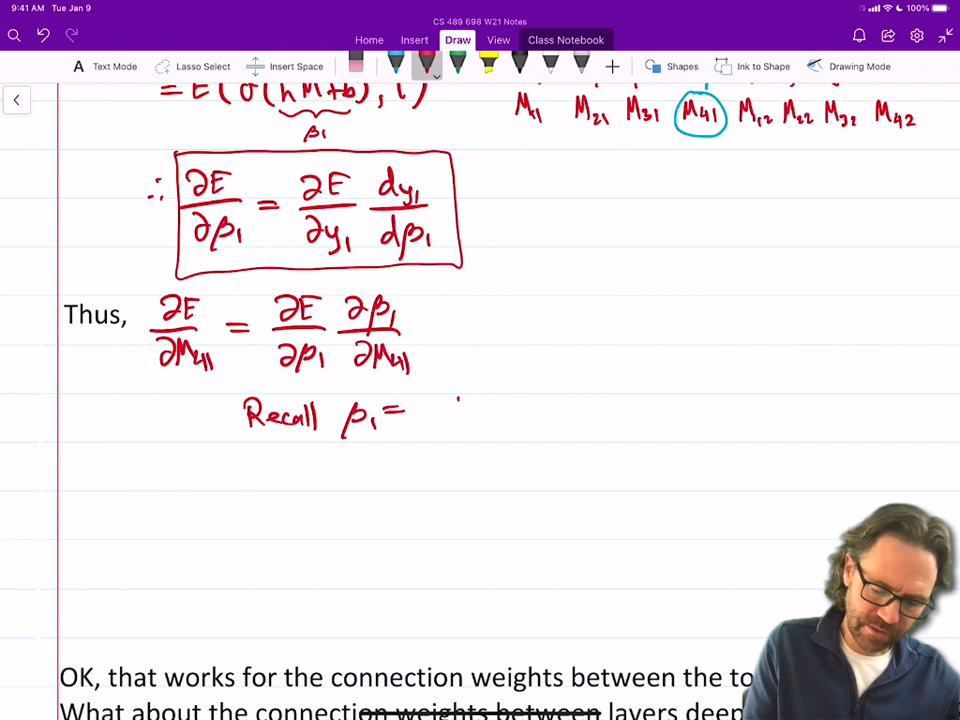 9:41 AM Tue Jan 9
100%
CS 489 698 W21 Notes
Home Insert Draw View Class Notebook
A Text Mode Lasso Select Insert Space Shapes Ink to Shape Drawing Mode
= E(σ(hM+b), t)
β₁
M₁₁ M₂₁ M₃₁ M₄₁ M₁₂ M₂₂ M₃₂ M₄₂
∴ ∂E/∂β₁ = ∂E/∂y₁ dy₁/dβ₁
Thus, ∂E/∂M₄₁ = ∂E/∂β₁ ∂β₁/∂M₄₁
Recall β₁ =
OK, that works for the connection weights between the to
What about the connection weights between layers deep